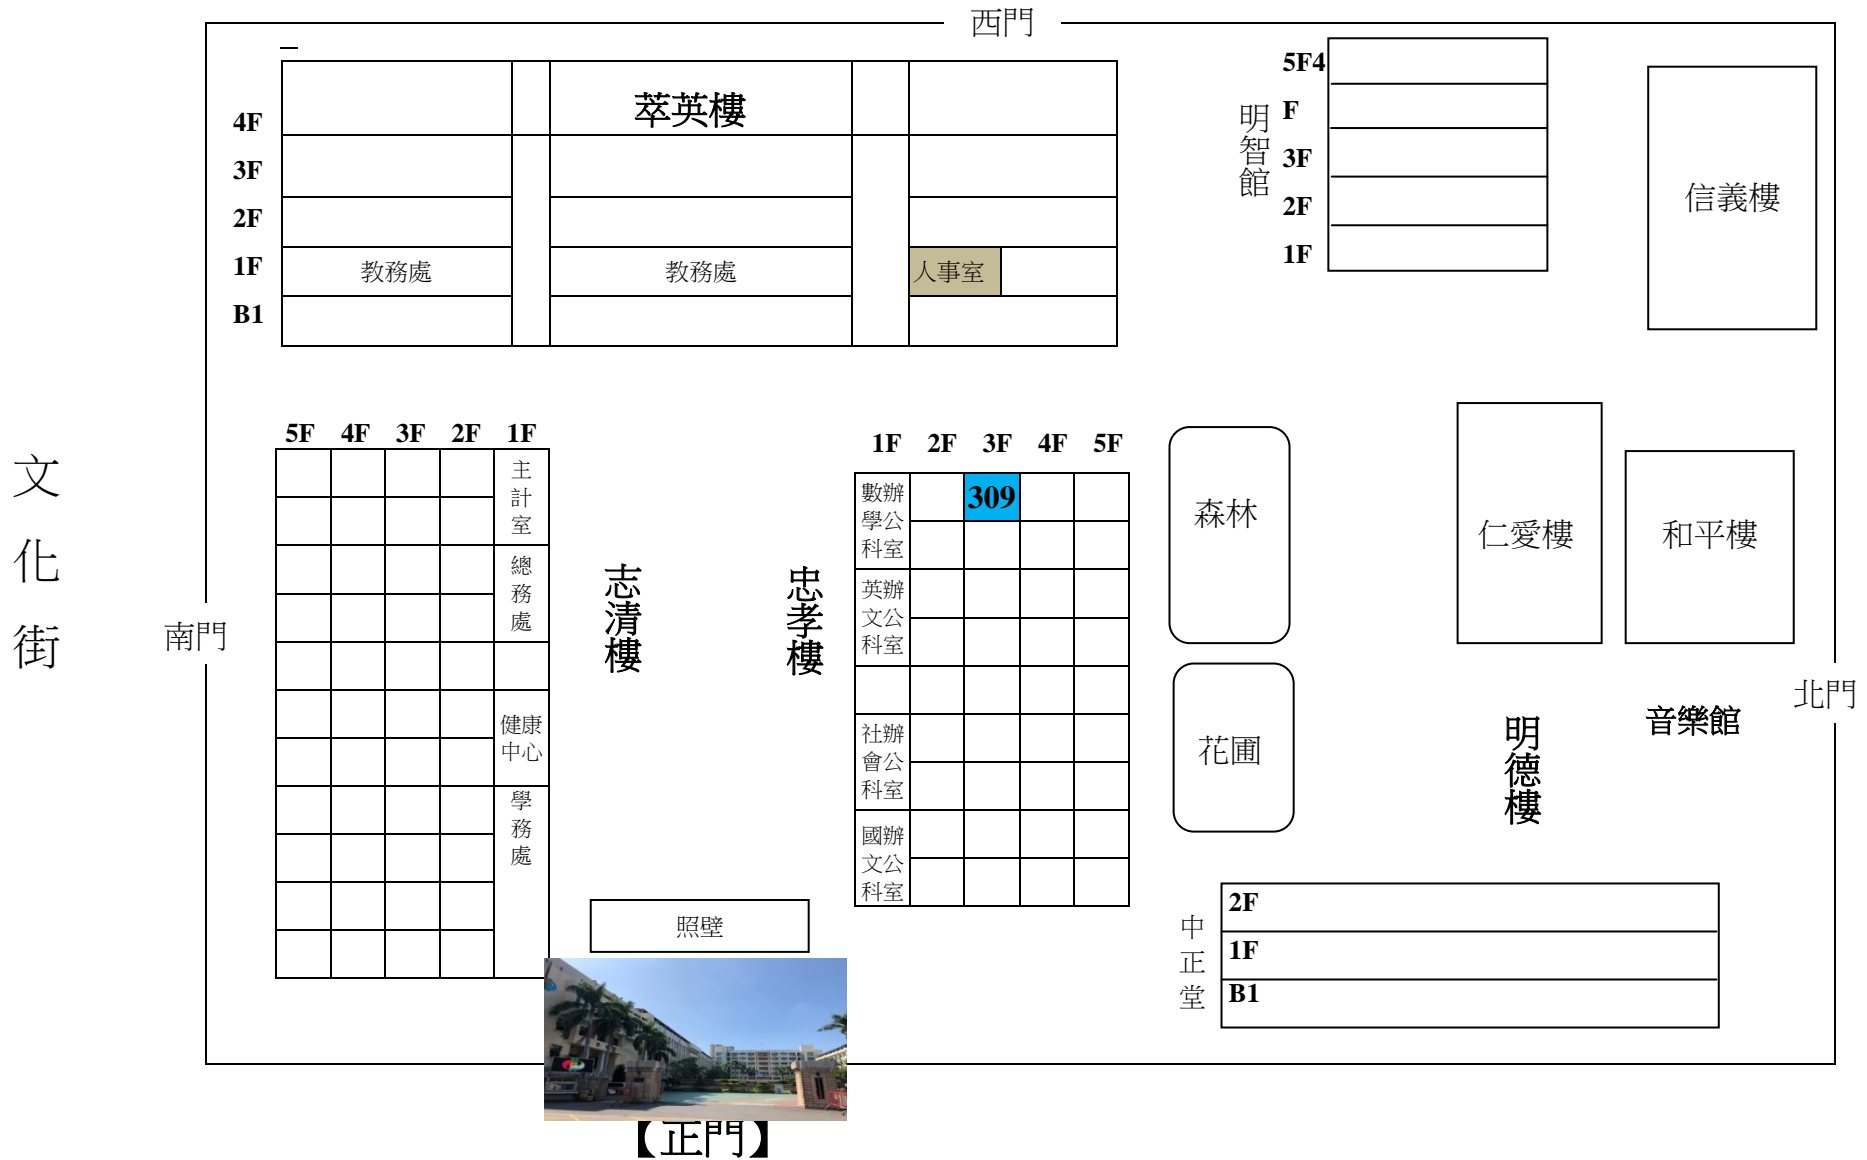 西門
萃英樓
4F
3F
2F
1F
B1
教務處
教務處
人事室
明智館
5F4
F
3F
2F
1F
信義樓
文化街
南門
5F 4F 3F 2F 1F
主計室
總務處
健康
中心
學務處
志清樓
忠孝樓
1F 2F 3F 4F 5F
數辦
學公
科室
309
英辦
文公
科室
社辦
會公
科室
國辦
文公
科室
森林
花圃
仁愛樓
和平樓
北門
音樂館
明德樓
照壁
中正堂
2F
1F
B1
【正門】